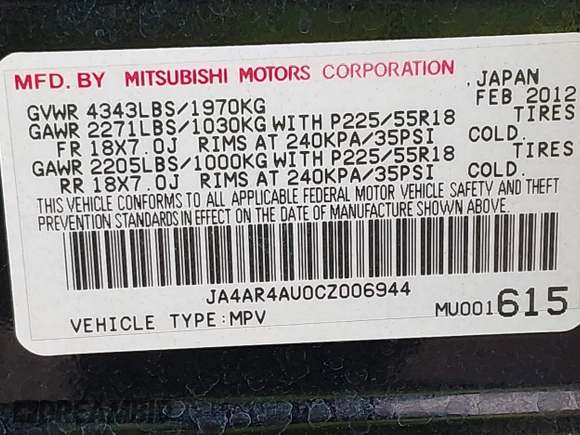 MFD. BY MITSUBISHI MOTORS CORPORATION , JAPAN
GVWR 4343LBS/1970KG FEB 2012
GAWR 2271LBS/1030KG WITH P225/55R18 TIRES
FR 18X7.0J RIMS AT 240KPA/35PSI COLD.
GAWR 2205LBS/1000KG WITH P225/55R18 TIRES
RR 18X7.0J RIMS AT 240KPA/35PSI COLD.
THIS VEHICLE CONFORMS TO ALL APPLICABLE FEDERAL MOTOR VEHICLE SAFETY AND THEFT
PREVENTION STANDARDS IN EFFECT ON THE DATE OF MANUFACTURE SHOWN ABOVE.
JA4AR4AU0CZ006944
VEHICLE TYPE:MPV MU001615